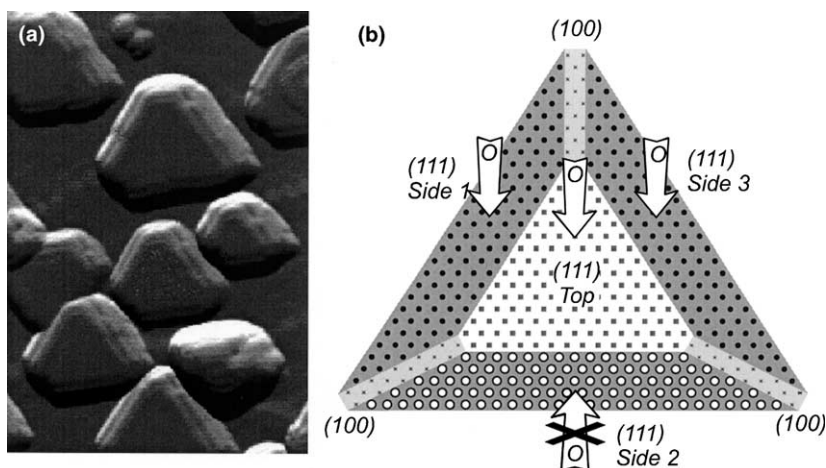 (a)
(b)
(100)
O
O
O
(111)
Side 1
(111)
Side 3
(111)
Top
(100)
(100)
(111)
Side 2
O